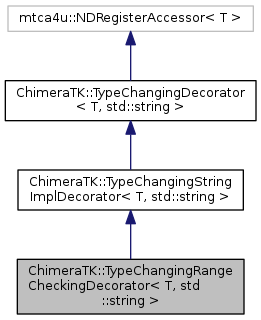 mtca4u::NDRegisterAccessor< T >
ChimeraTK::TypeChangingDecorator
< T, std::string >
ChimeraTK::TypeChangingString
ImplDecorator< T, std::string >
ChimeraTK::TypeChangingRange
CheckingDecorator< T, std
::string >